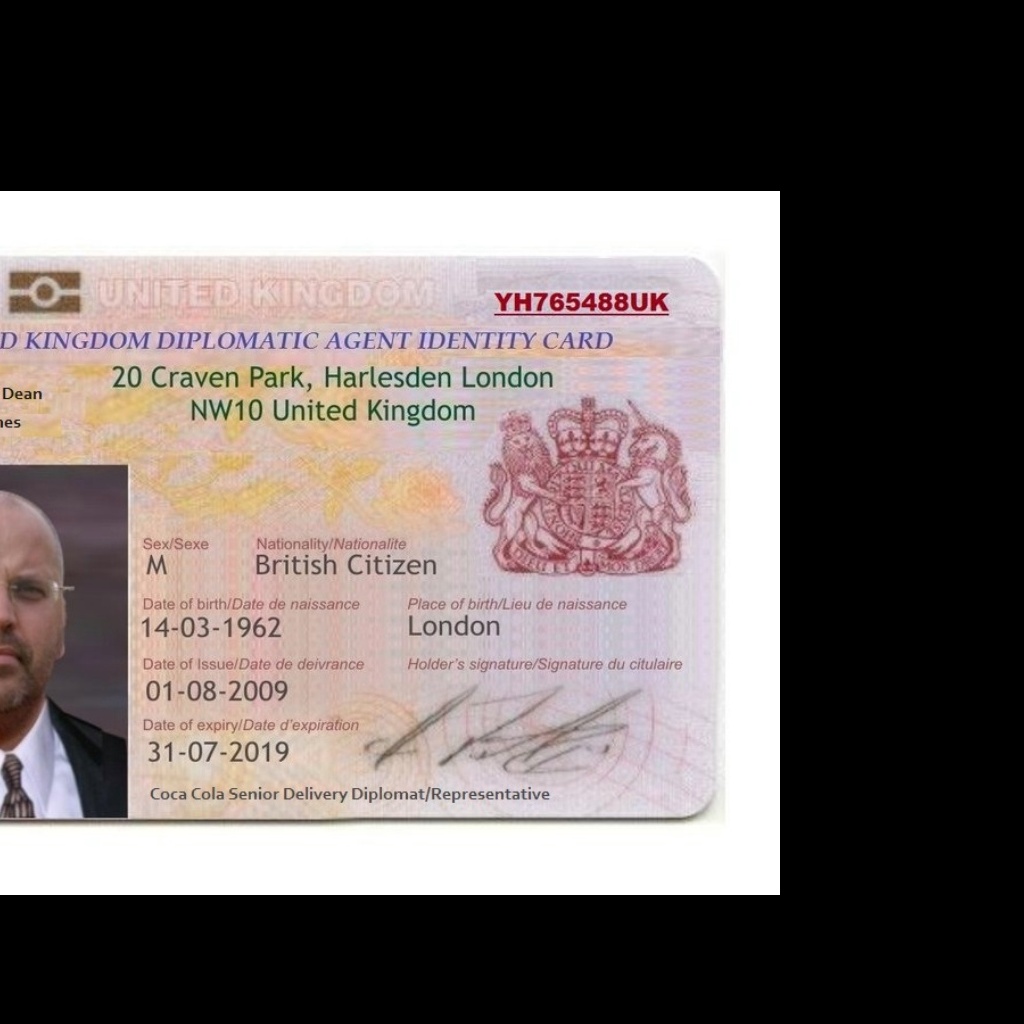 UNITED KINGDOM
YH765488UK
D KINGDOM DIPLOMATIC AGENT IDENTITY CARD
20 Craven Park, Harlesden London
Dean
NW10 United Kingdom
nes
Sex/Sexe Nationality/Nationalite
M British Citizen
Date of birth/Date de naissance Place of birth/Lieu de naissance
14-03-1962 London
Date of Issue/Date de deivrance Holder's signature/Signature du citulaire
01-08-2009
Date of expiry/Date d'expiration
31-07-2019
Coca Cola Senior Delivery Diplomat/Representative